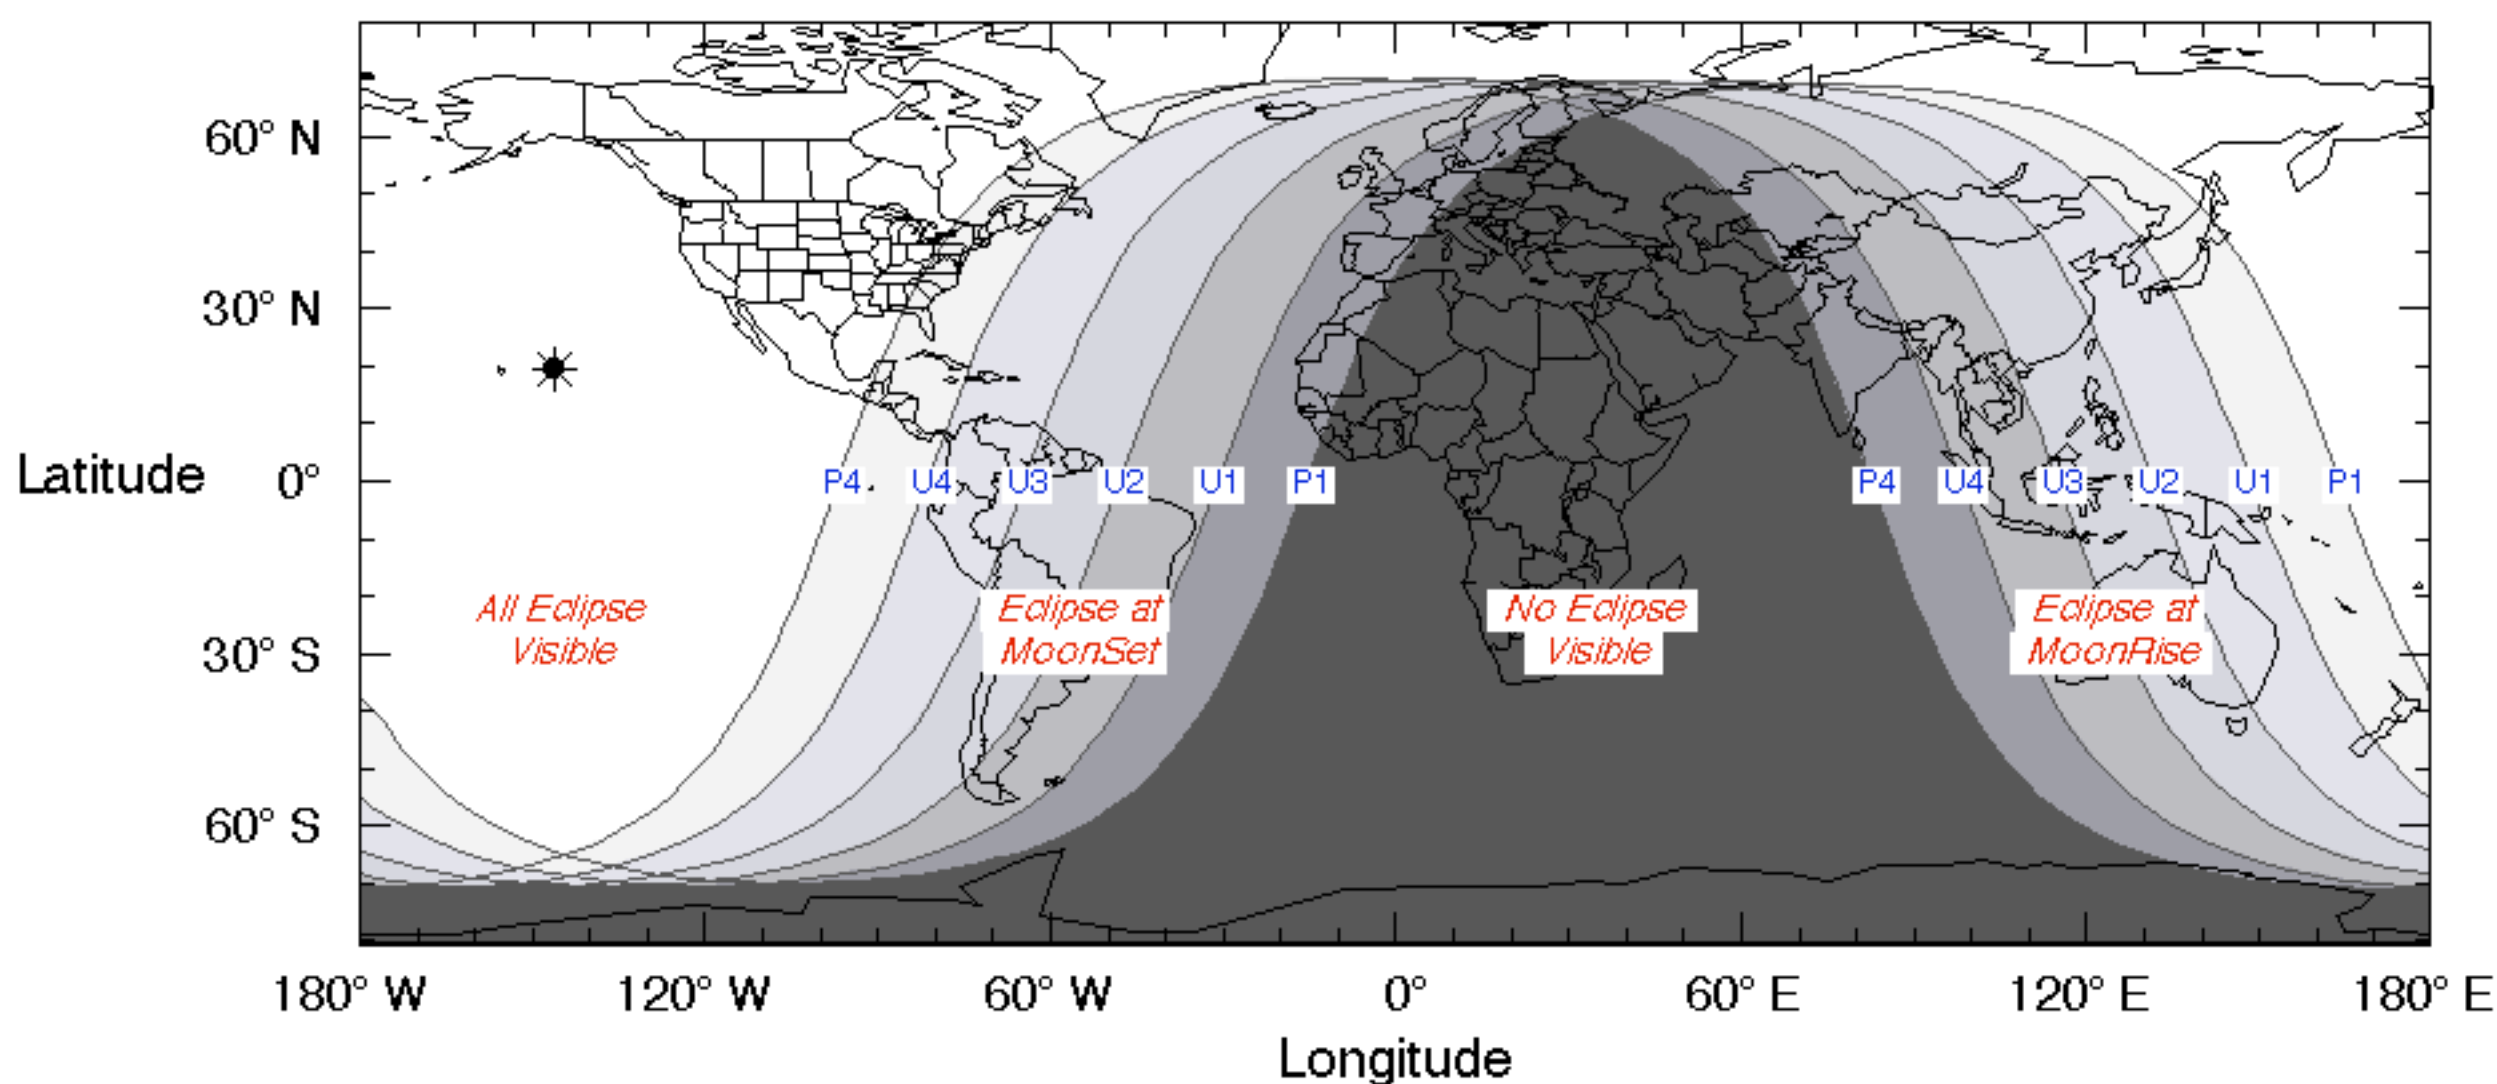 60° N
30° N
Latitude 0°
P4 U4 U3 U2 U1 P1 P4 U4 U3 U2 U1 P1
All Eclipse
Visible
Eclipse at
MoonSet
No Eclipse
Visible
Eclipse at
MoonRise
30° S
60° S
180° W 120° W 60° W 0° 60° E 120° E 180° E
Longitude